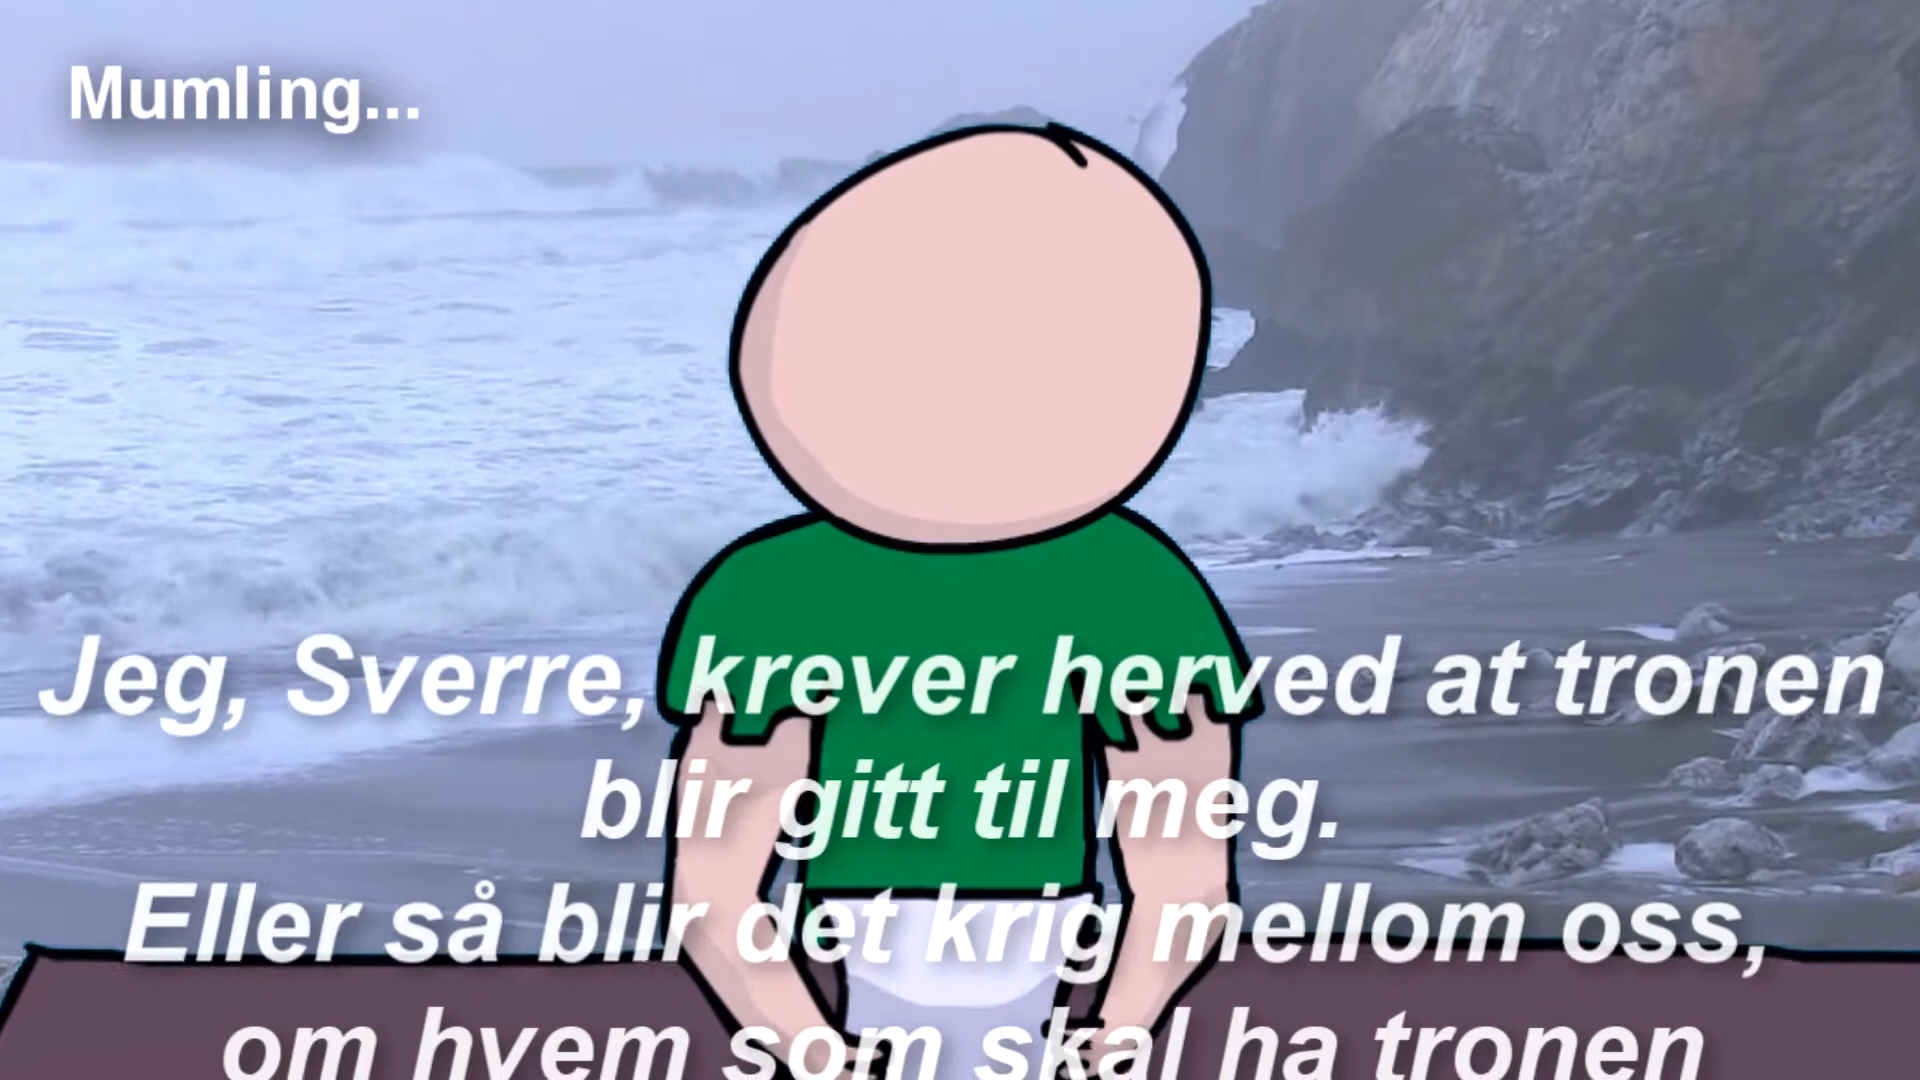 Mumling...
Jeg, Sverre, krever herved at tronen
blir gitt til meg.
Eller så blir det krig mellom oss,
om hvem som skal ha tronen